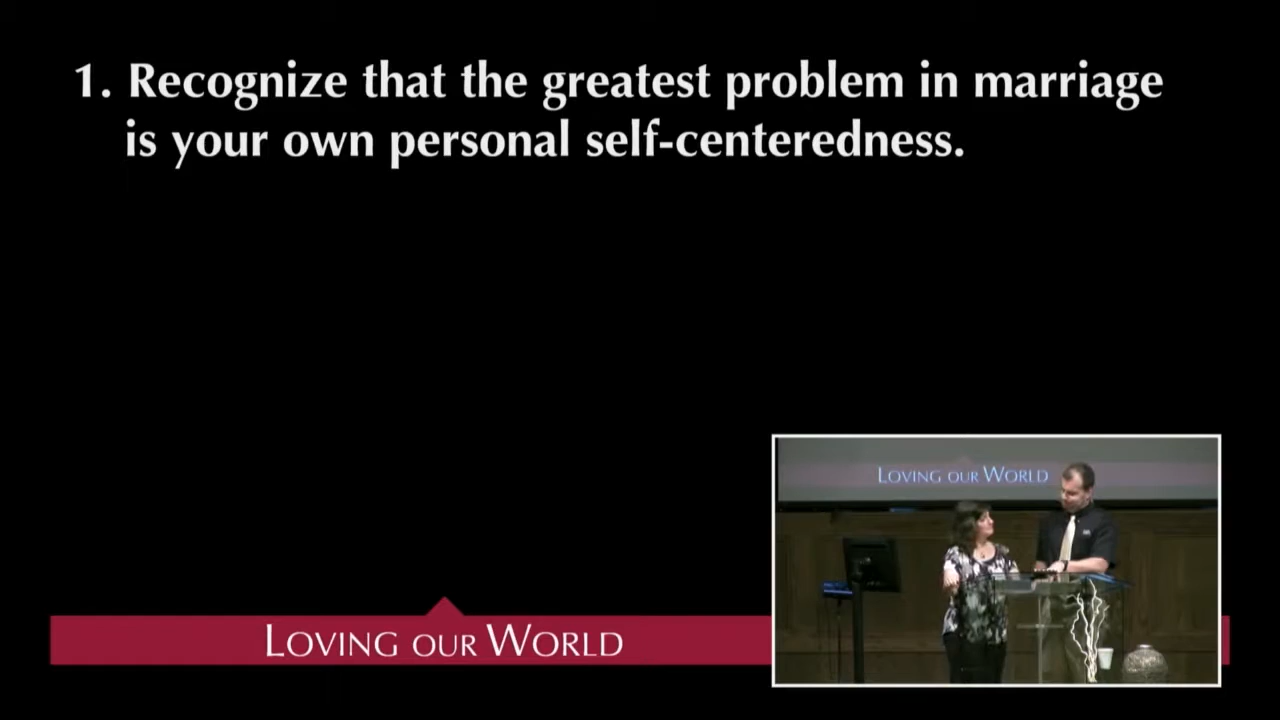 1. Recognize that the greatest problem in marriage
is your own personal self-centeredness.
LOVING OUR WORLD
LOVING OUR WORLD